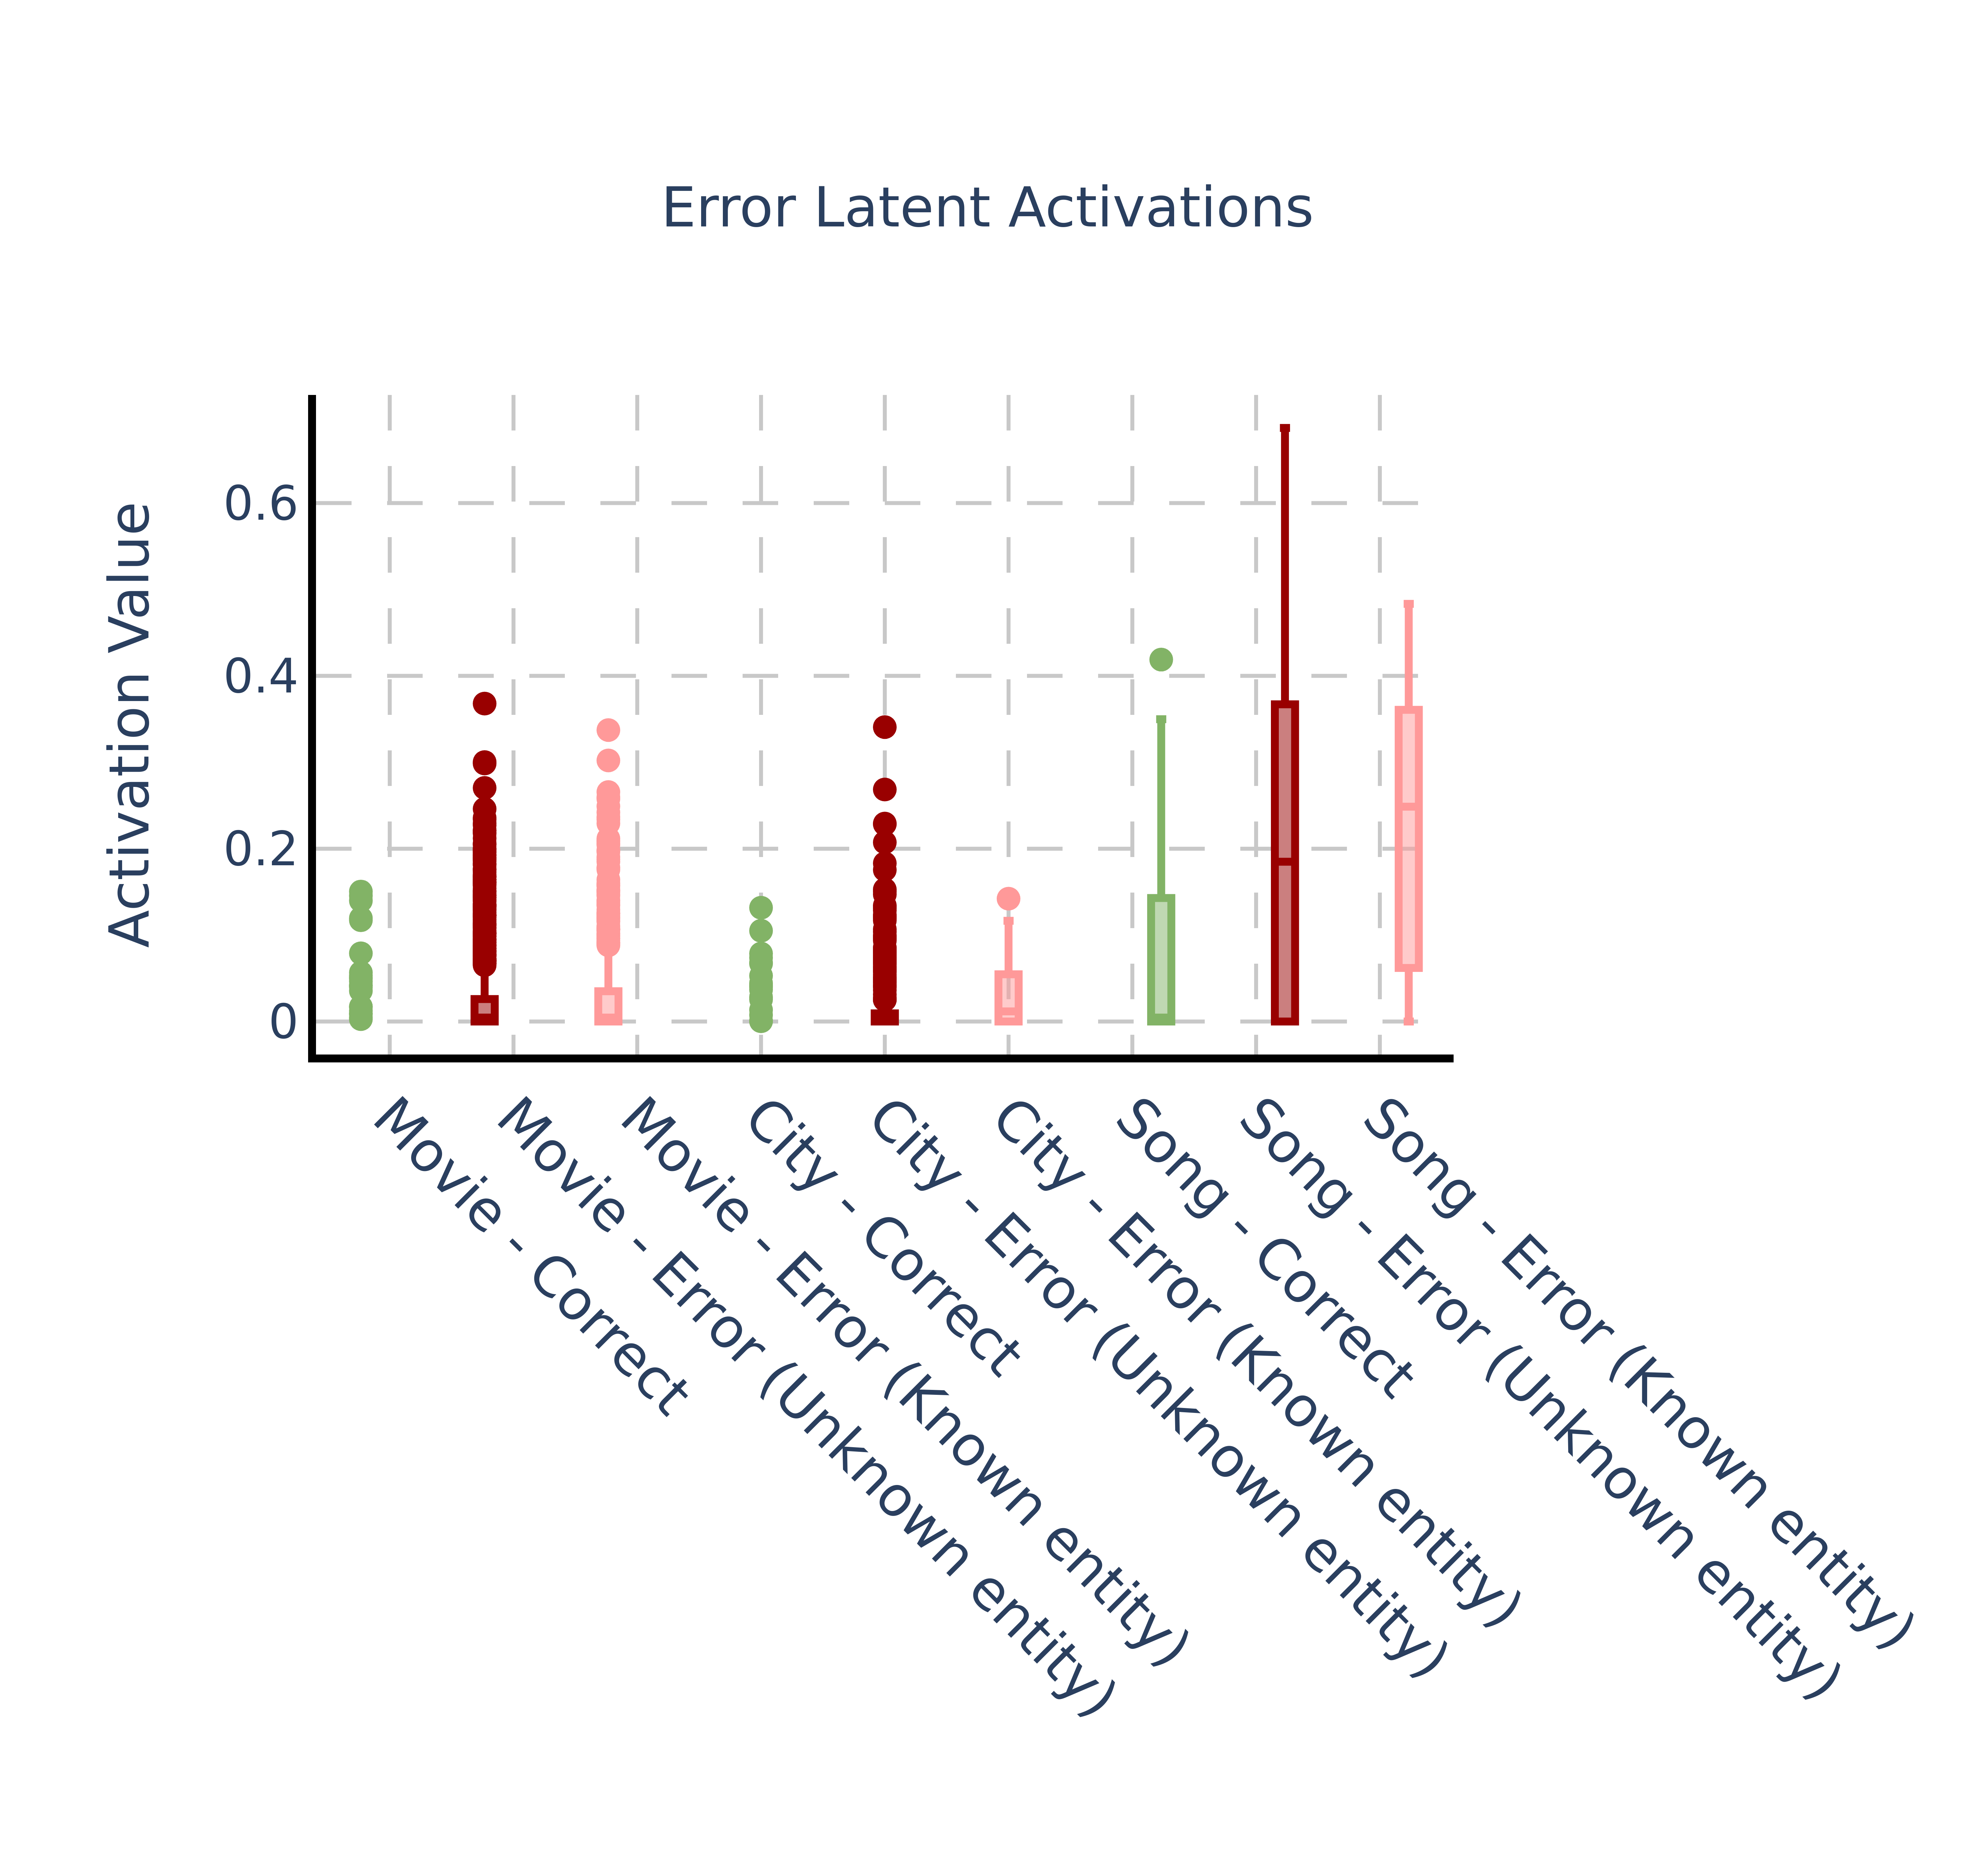 Error Latent Activations
Activation Value
0.6
0.4
0.2
0
Movie - Correct
Movie - Error (Unknown entity)
Movie - Error (Known entity)
City - Correct
City - Error (Unknown entity)
City - Error (Known entity)
Song - Correct
Song - Error (Unknown entity)
Song - Error (Known entity)